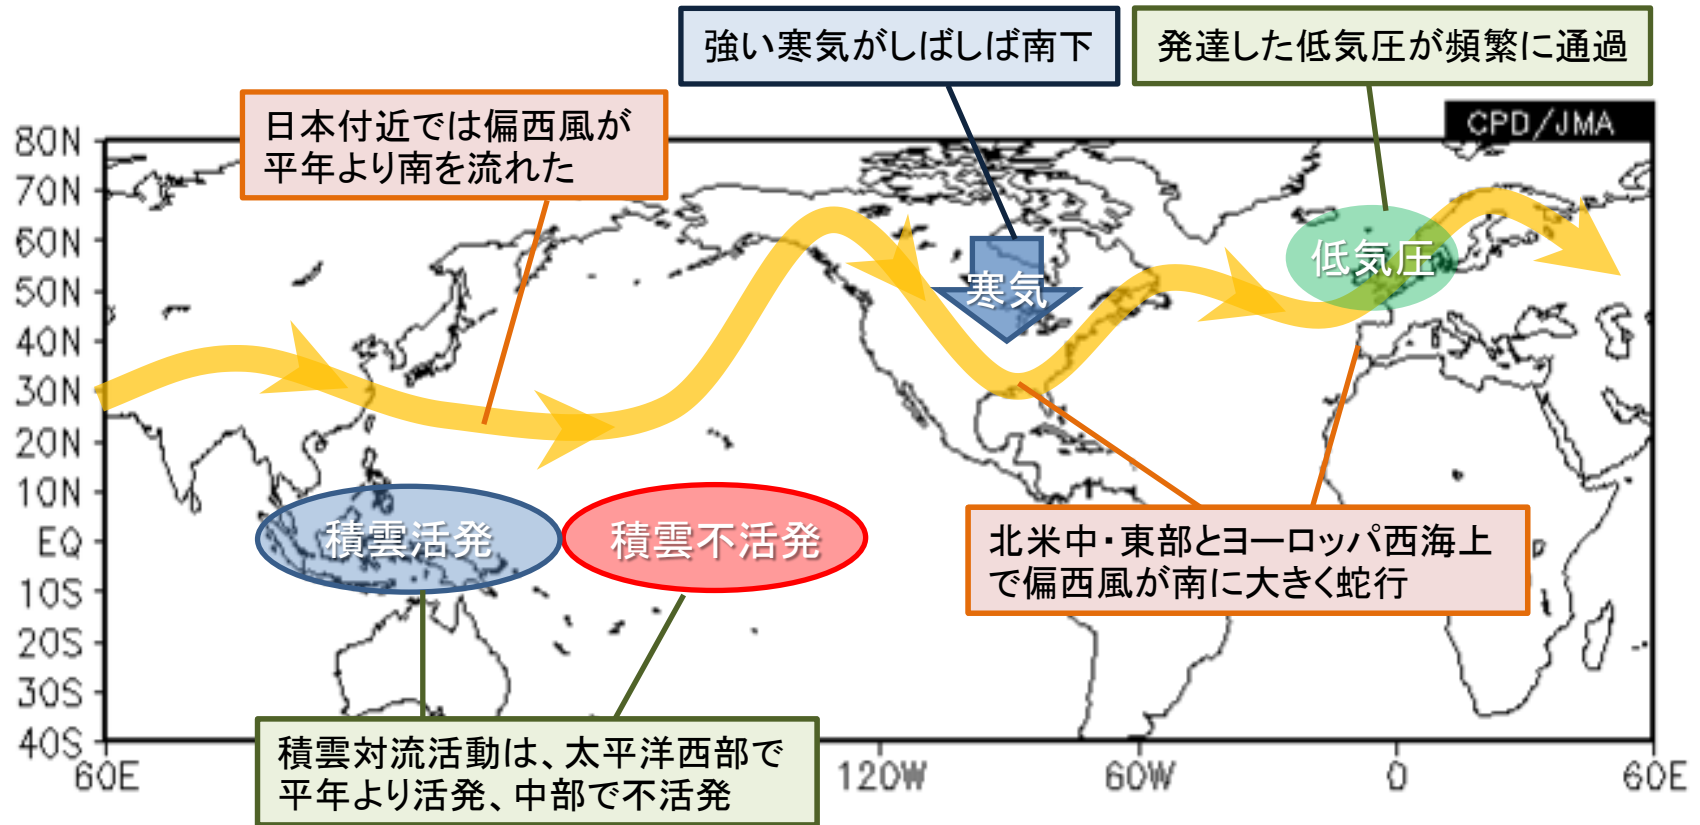 強い寒気がしばしば南下
発達した低気圧が頻繁に通過
日本付近では偏西風が
平年より南を流れた
CPD/JMA
80N
70N
60N
50N
40N
30N
20N
10N
EQ
10S
20S
30S
40S
低気圧
寒気
積雲活発
積雲不活発
北米中・東部とヨーロッパ西海上
で偏西風が南に大きく蛇行
積雲対流活動は、太平洋西部で
平年より活発、中部で不活発
60E
120W
60W
0
60E